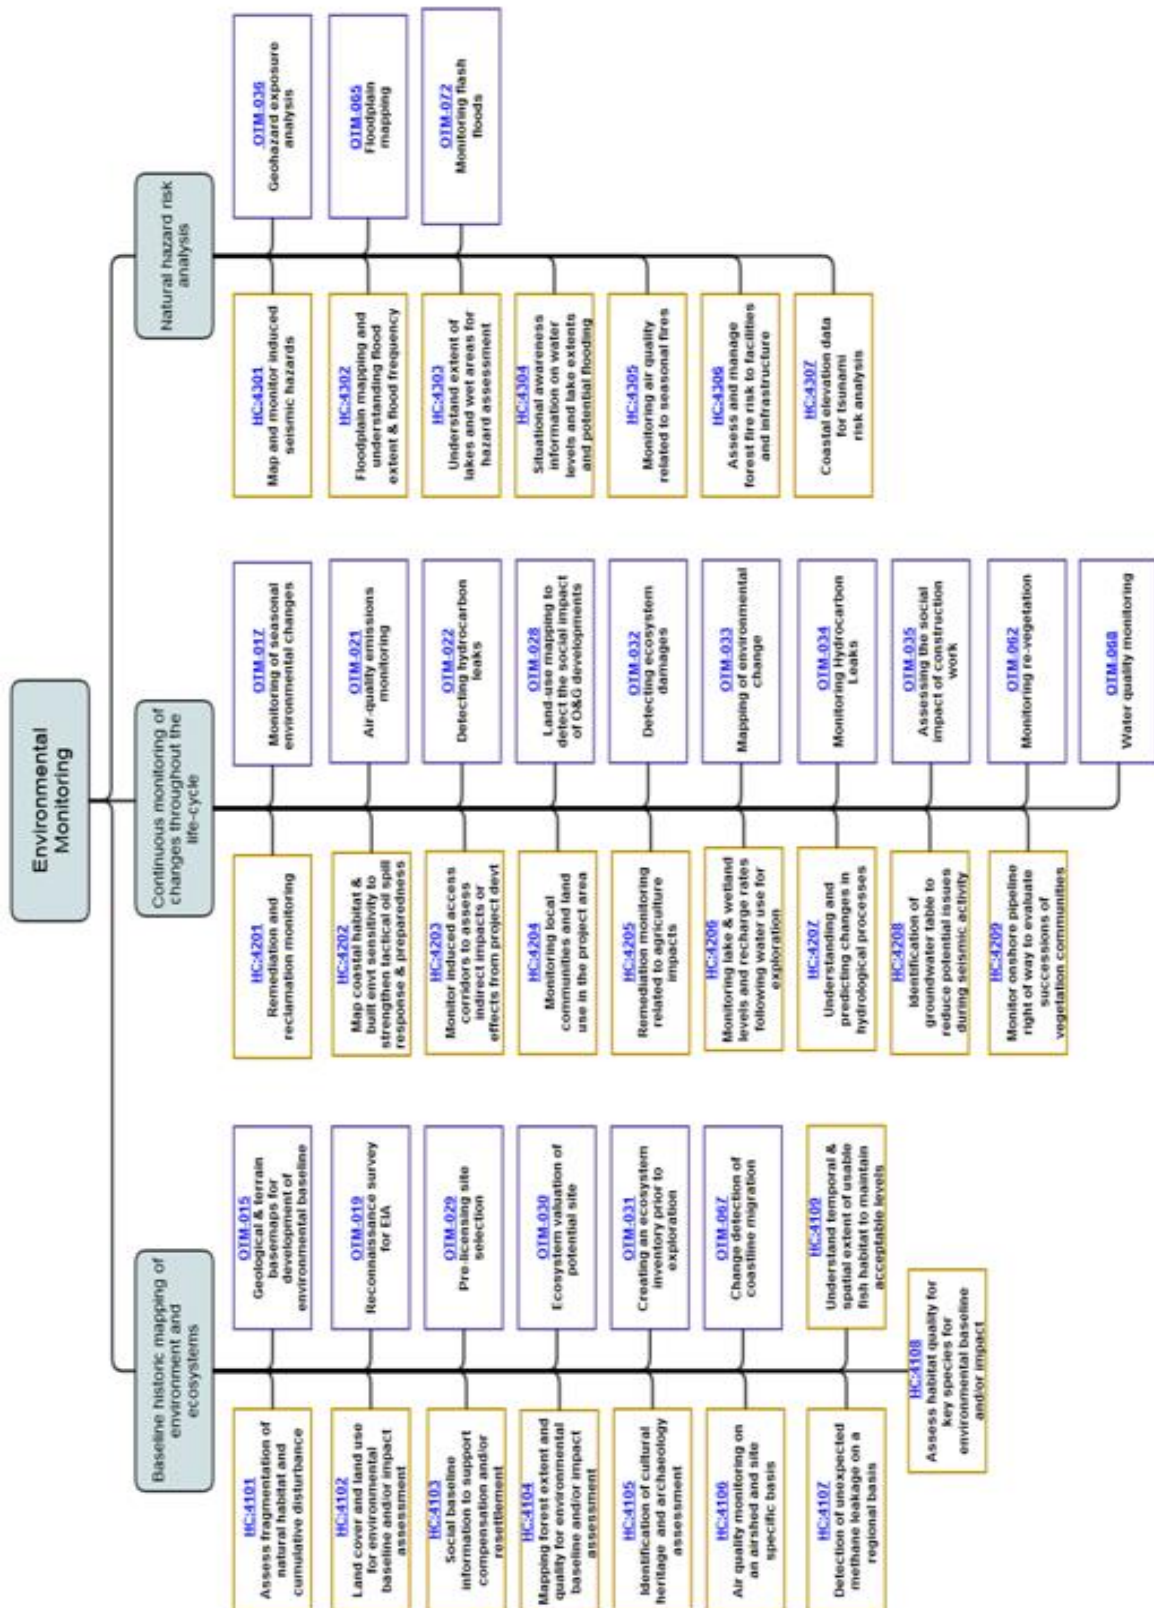 Environmental
Monitoring
Baseline historic mapping of
environment and
ecosystems
HC:4101
Assess fragmentation of
natural habitat and
cumulative disturbance
HC:4102
Land cover and land use
for environmental
baseline and/or impact
assessment
HC:4103
Social baseline
information to support
compensation and/or
resettlement
HC:4104
Mapping forest extent and
quality for environmental
baseline and/or impact
assessment
HC:4105
Identification of cultural
heritage and archaeology
assessment
HC:4106
Air quality monitoring on
an airshed and site
specific basis
HC:4107
Detection of unexpected
methane leakage on a
regional basis
OTM-015
Geological & terrain
basemaps for
development of
environmental baseline
OTM-019
Reconnaissance survey
for EIA
OTM-029
Pre-licensing site
selection
OTM-030
Ecosystem valuation of
potential site
OTM-031
Creating an ecosystem
inventory prior to
exploration
OTM-067
Change detection of
coastline migration
HC:4109
Understand temporal &
spatial extent of usable
fish habitat to maintain
acceptable levels
HC:4108
Assess habitat quality for
key species for
environmental baseline
and/or impact
Continuous monitoring of
changes throughout the
life-cycle
HC:4201
Remediation and
reclamation monitoring
HC:4202
Map coastal habitat &
built envt sensitivity to
strengthen tactical oil spill
response & preparedness
HC:4203
Monitor induced access
corridors to assess
indirect impacts or
effects from project devt
HC:4204
Monitoring local
communities and land
use in the project area
HC:4205
Remediation monitoring
related to agriculture
impacts
HC:4206
Monitoring lake & wetland
levels and recharge rates
following water use for
exploration
HC:4207
Understanding and
predicting changes in
hydrological processes
HC:4208
Identification of
groundwater table to
reduce potential issues
during seismic activity
HC:4209
Monitor onshore pipeline
right of way to evaluate
successions of
vegetation communities
OTM-017
Monitoring of seasonal
environmental changes
OTM-021
Air-quality emissions
monitoring
OTM-022
Detecting hydrocarbon
leaks
OTM-028
Land-use mapping to
detect the social impact
of O&G developments
OTM-032
Detecting ecosystem
damages
OTM-033
Mapping of environmental
change
OTM-034
Monitoring Hydrocarbon
Leaks
OTM-035
Assessing the social
impact of construction
work
OTM-062
Monitoring re-vegetation
OTM-068
Water quality monitoring
Natural hazard risk
analysis
HC:4301
Map and monitor induced
seismic hazards
HC:4302
Floodplain mapping and
understanding flood
extent & flood frequency
HC:4303
Understand extent of
lakes and wet areas for
hazard assessment
HC:4304
Situational awareness
information on water
levels and lake extents
and potential flooding
HC:4305
Monitoring air quality
related to seasonal fires
HC:4306
Assess and manage
forest fire risk to facilities
and infrastructure
HC:4307
Coastal elevation data
for tsunami
risk analysis
OTM-036
Geohazard exposure
analysis
OTM-065
Floodplain
mapping
OTM-072
Monitoring flash
floods